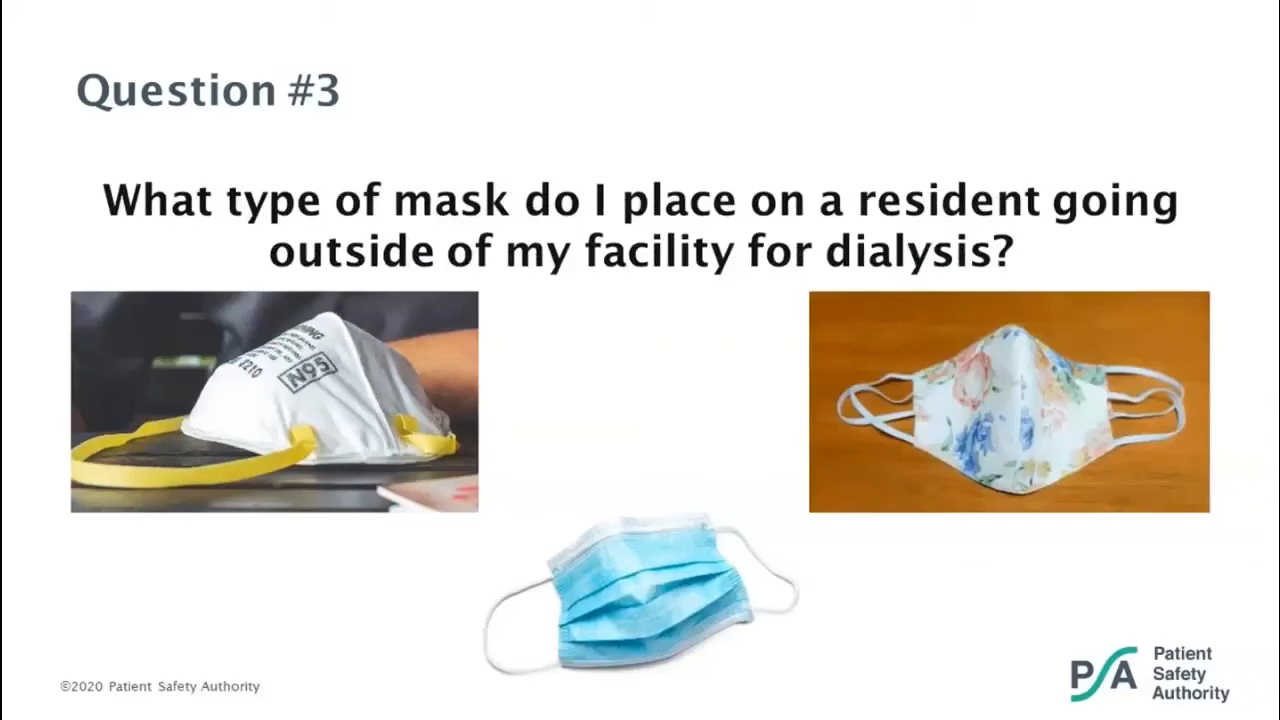 Question #3
What type of mask do I place on a resident going
outside of my facility for dialysis?
N95
8210
©2020 Patient Safety Authority
PSA
Patient
Safety
Authority